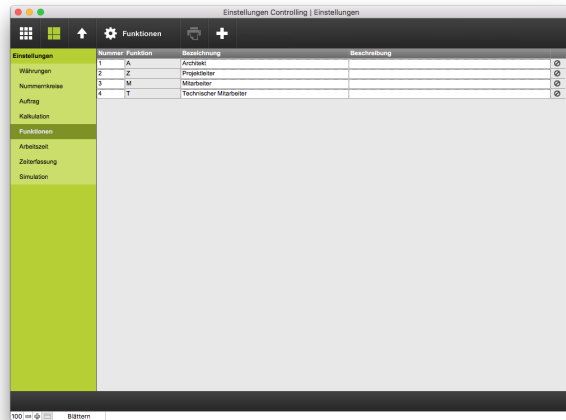 Einstellungen Controlling | Einstellungen
Funktionen
Einstellungen
Währungen
Nummernkreise
Auftrag
Kalkulation
Funktionen
Arbeitszeit
Zeiterfassung
Simulation
Nummer Funktion Bezeichnung Beschreibung
1 A Architekt
2 Z Projektleiter
3 M Mitarbeiter
4 T Technischer Mitarbeiter
100 Blättern